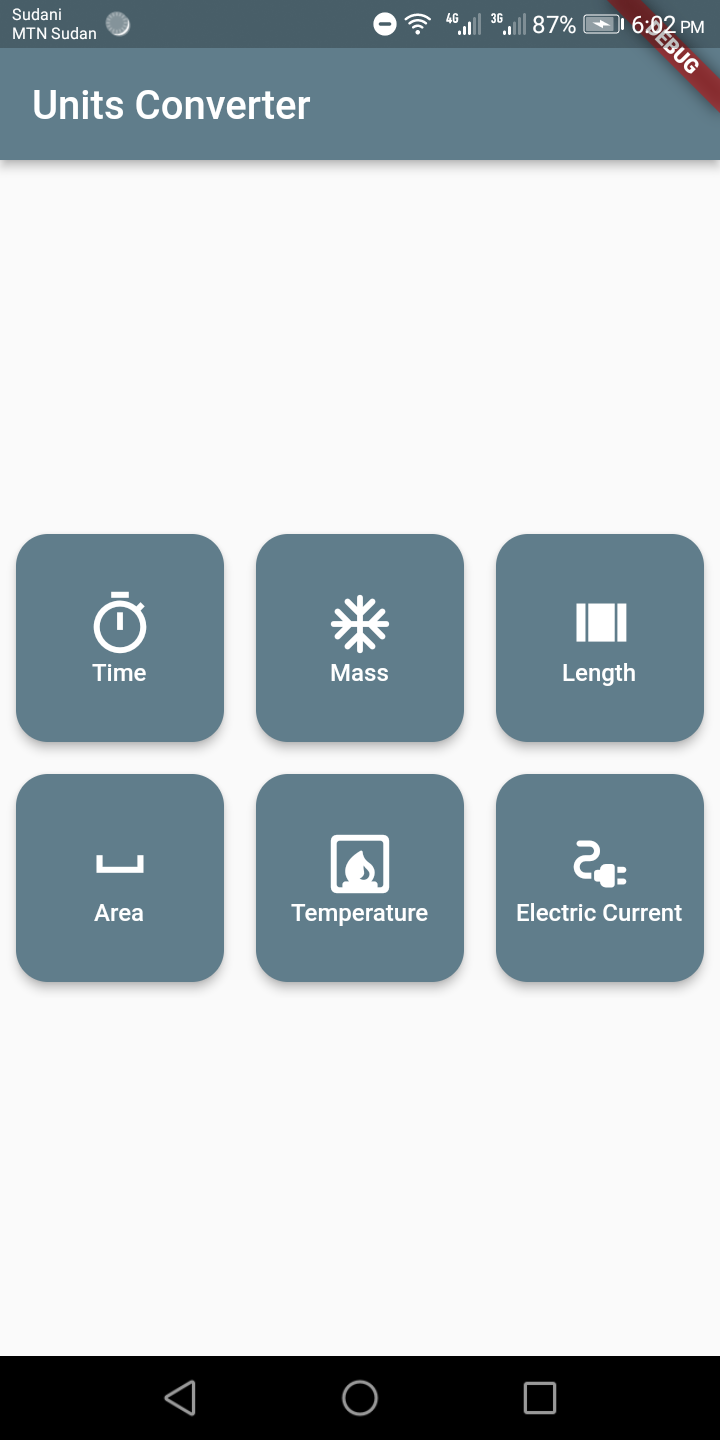 Sudani
MTN Sudan
4G 3G 87% 6:02 PM
DEBUG
Units Converter
Time Mass Length
Area Temperature Electric Current